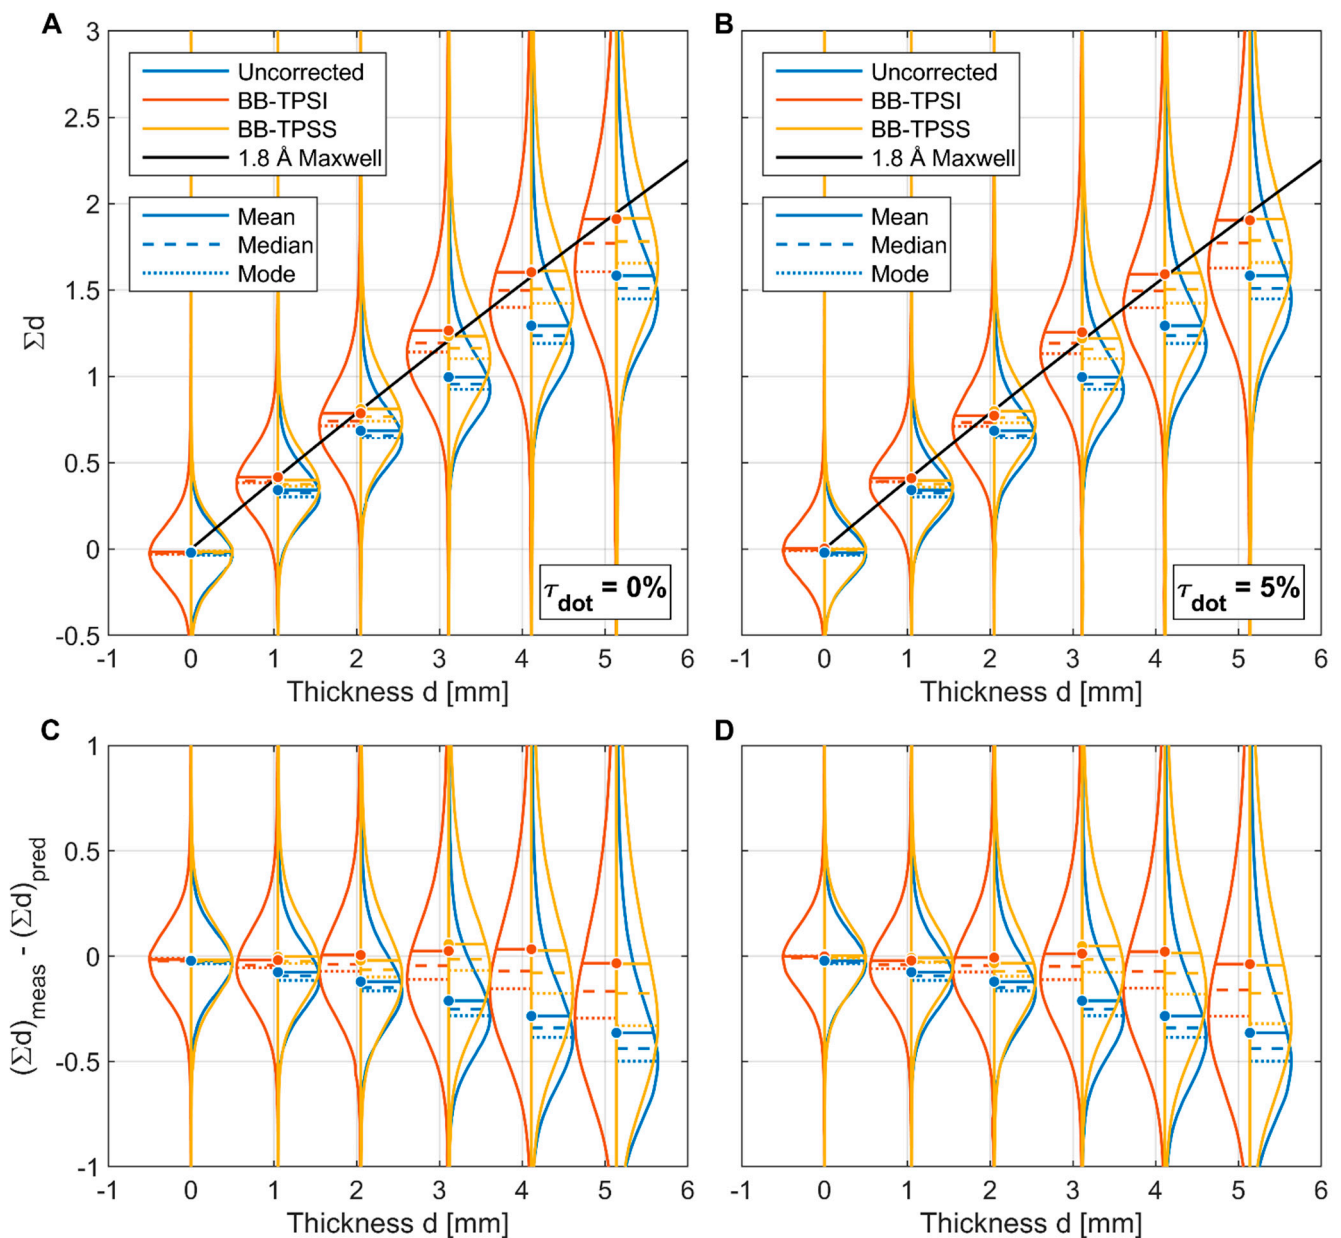 A
3
2.5
2
1.5
1
0.5
0
-0.5
Σd
Uncorrected
BB-TPSI
BB-TPSS
1.8 Å Maxwell
Mean
Median
Mode
τdot = 0%
-1 0 1 2 3 4 5 6
Thickness d [mm]
B
Uncorrected
BB-TPSI
BB-TPSS
1.8 Å Maxwell
Mean
Median
Mode
τdot = 5%
-1 0 1 2 3 4 5 6
Thickness d [mm]
C
1
0.5
0
-0.5
-1
(Σd)meas - (Σd)pred
-1 0 1 2 3 4 5 6
Thickness d [mm]
D
-1 0 1 2 3 4 5 6
Thickness d [mm]